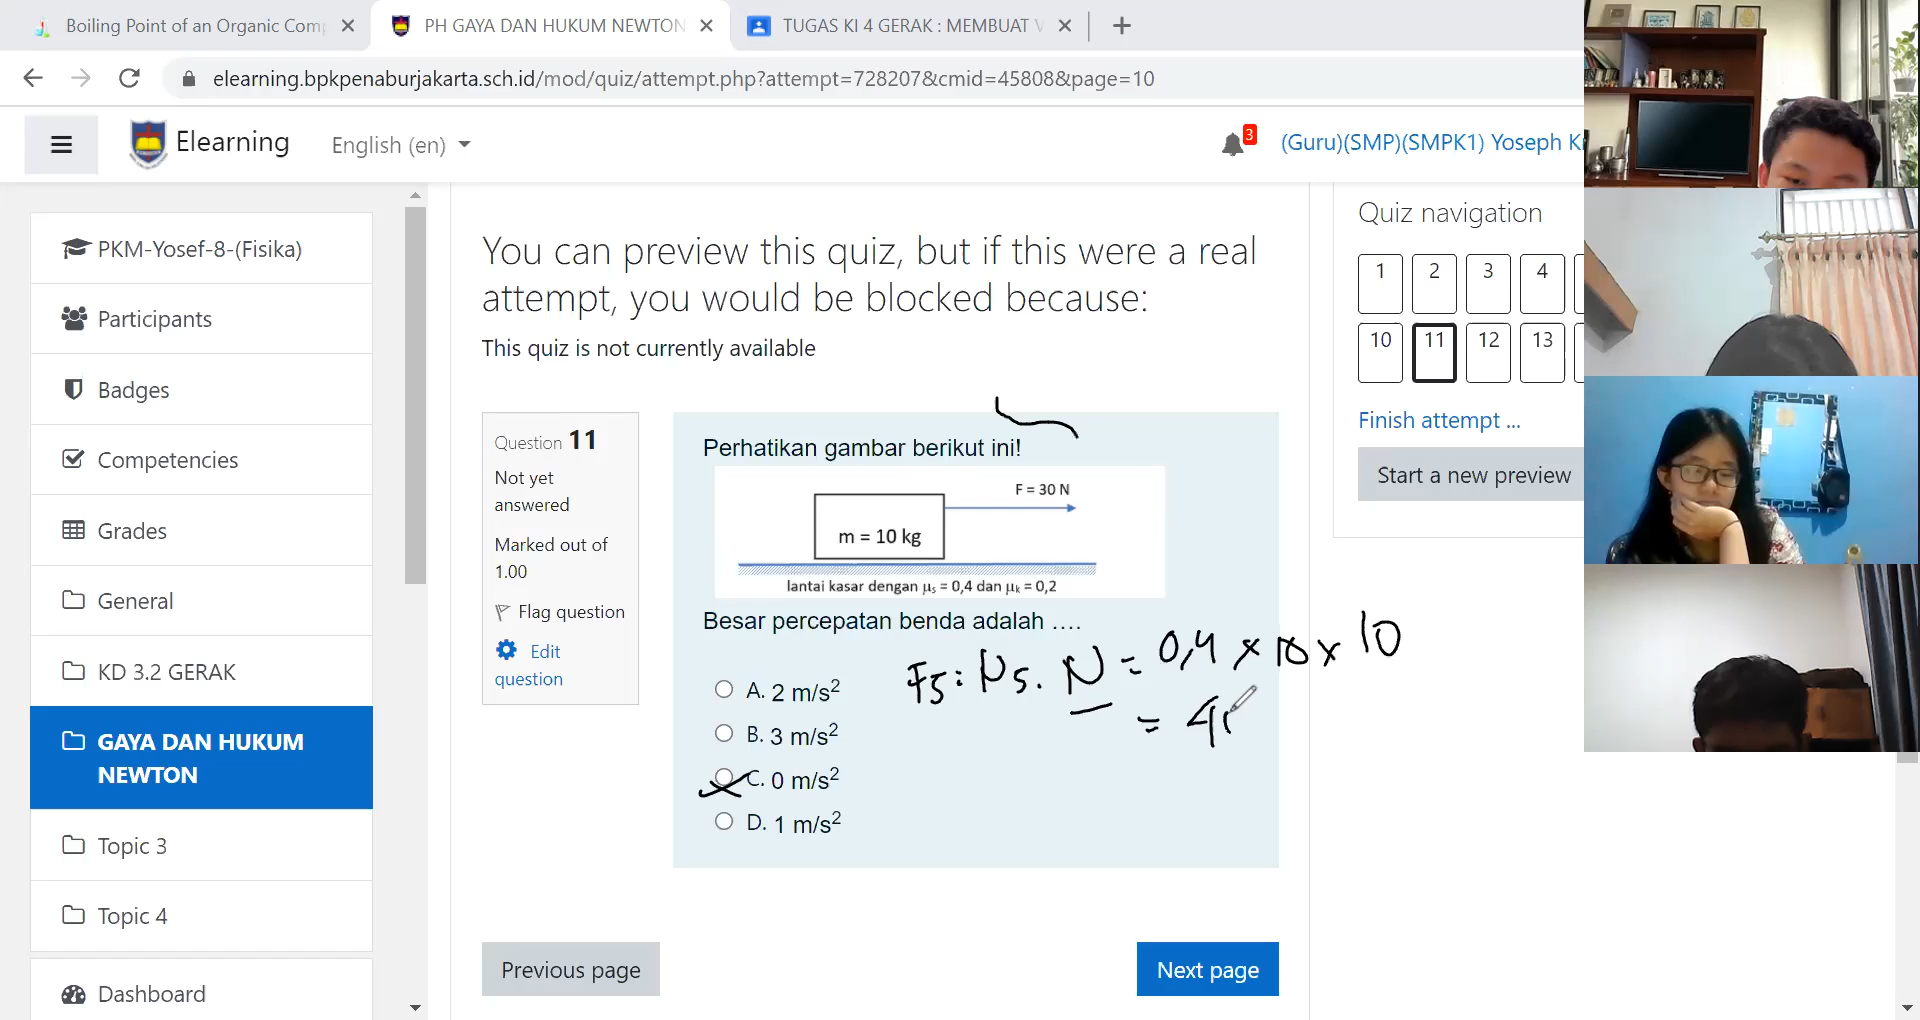 Boiling Point of an Organic Com
PH GAYA DAN HUKUM NEWTON
TUGAS KI 4 GERAK : MEMBUAT
elearning.bpkpenaburjakarta.sch.id/mod/quiz/attempt.php?attempt=728207&cmid=45808&page=10
Elearning
English (en)
3
(Guru)(SMP)(SMPK1) Yoseph
PKM-Yosef-8-(Fisika)
Participants
Badges
Competencies
Grades
General
KD 3.2 GERAK
GAYA DAN HUKUM
NEWTON
Topic 3
Topic 4
Dashboard
You can preview this quiz, but if this were a real
attempt, you would be blocked because:
This quiz is not currently available
Question 11
Not yet
answered
Marked out of
1.00
Flag question
Edit
question
Perhatikan gambar berikut ini!
F = 30 N
m = 10 kg
lantai kasar dengan μs = 0,4 dan μk = 0,2
Besar percepatan benda adalah ....
Fs : μs . N = 0,4 x 10 x 10
= 40
A. 2 m/s²
B. 3 m/s²
C. 0 m/s²
D. 1 m/s²
Previous page
Next page
Quiz navigation
1 2 3 4
10 11 12 13
Finish attempt ...
Start a new preview